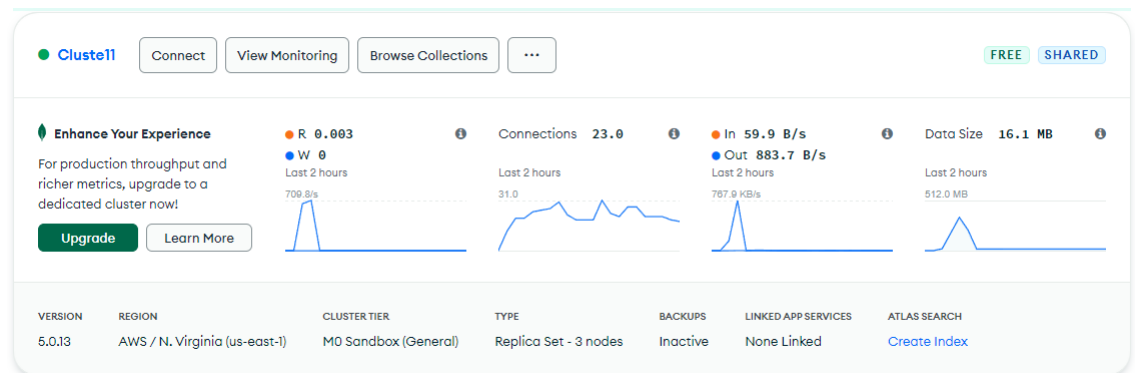 Cluste11
Connect
View Monitoring
Browse Collections
...
FREE
SHARED
Enhance Your Experience
For production throughput and
richer metrics, upgrade to a
dedicated cluster now!
Upgrade
Learn More
R 0.003
W 0
Last 2 hours
709.8/s
Connections 23.0
Last 2 hours
31.0
In 59.9 B/s
Out 883.7 B/s
Last 2 hours
767.9 KB/s
Data Size 16.1 MB
Last 2 hours
512.0 MB
VERSION
5.0.13
REGION
AWS / N. Virginia (us-east-1)
CLUSTER TIER
M0 Sandbox (General)
TYPE
Replica Set - 3 nodes
BACKUPS
Inactive
LINKED APP SERVICES
None Linked
ATLAS SEARCH
Create Index